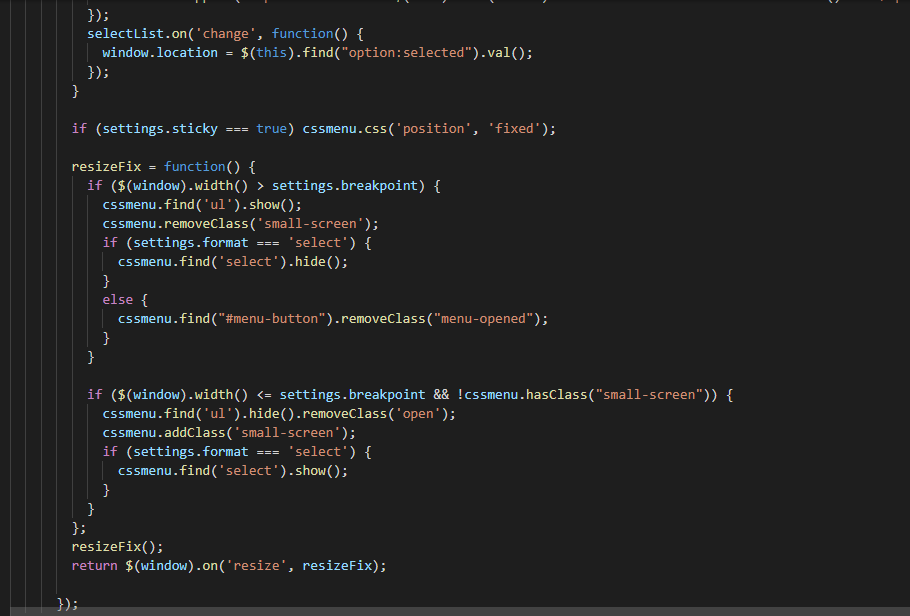 });
selectList.on('change', function() {
window.location = $(this).find("option:selected").val();
});
}
if (settings.sticky === true) cssmenu.css('position', 'fixed');
resizeFix = function() {
if ($(window).width() > settings.breakpoint) {
cssmenu.find('ul').show();
cssmenu.removeClass('small-screen');
if (settings.format === 'select') {
cssmenu.find('select').hide();
}
else {
cssmenu.find("#menu-button").removeClass("menu-opened");
}
}
if ($(window).width() <= settings.breakpoint && !cssmenu.hasClass("small-screen")) {
cssmenu.find('ul').hide().removeClass('open');
cssmenu.addClass('small-screen');
if (settings.format === 'select') {
cssmenu.find('select').show();
}
}
};
resizeFix();
return $(window).on('resize', resizeFix);
});